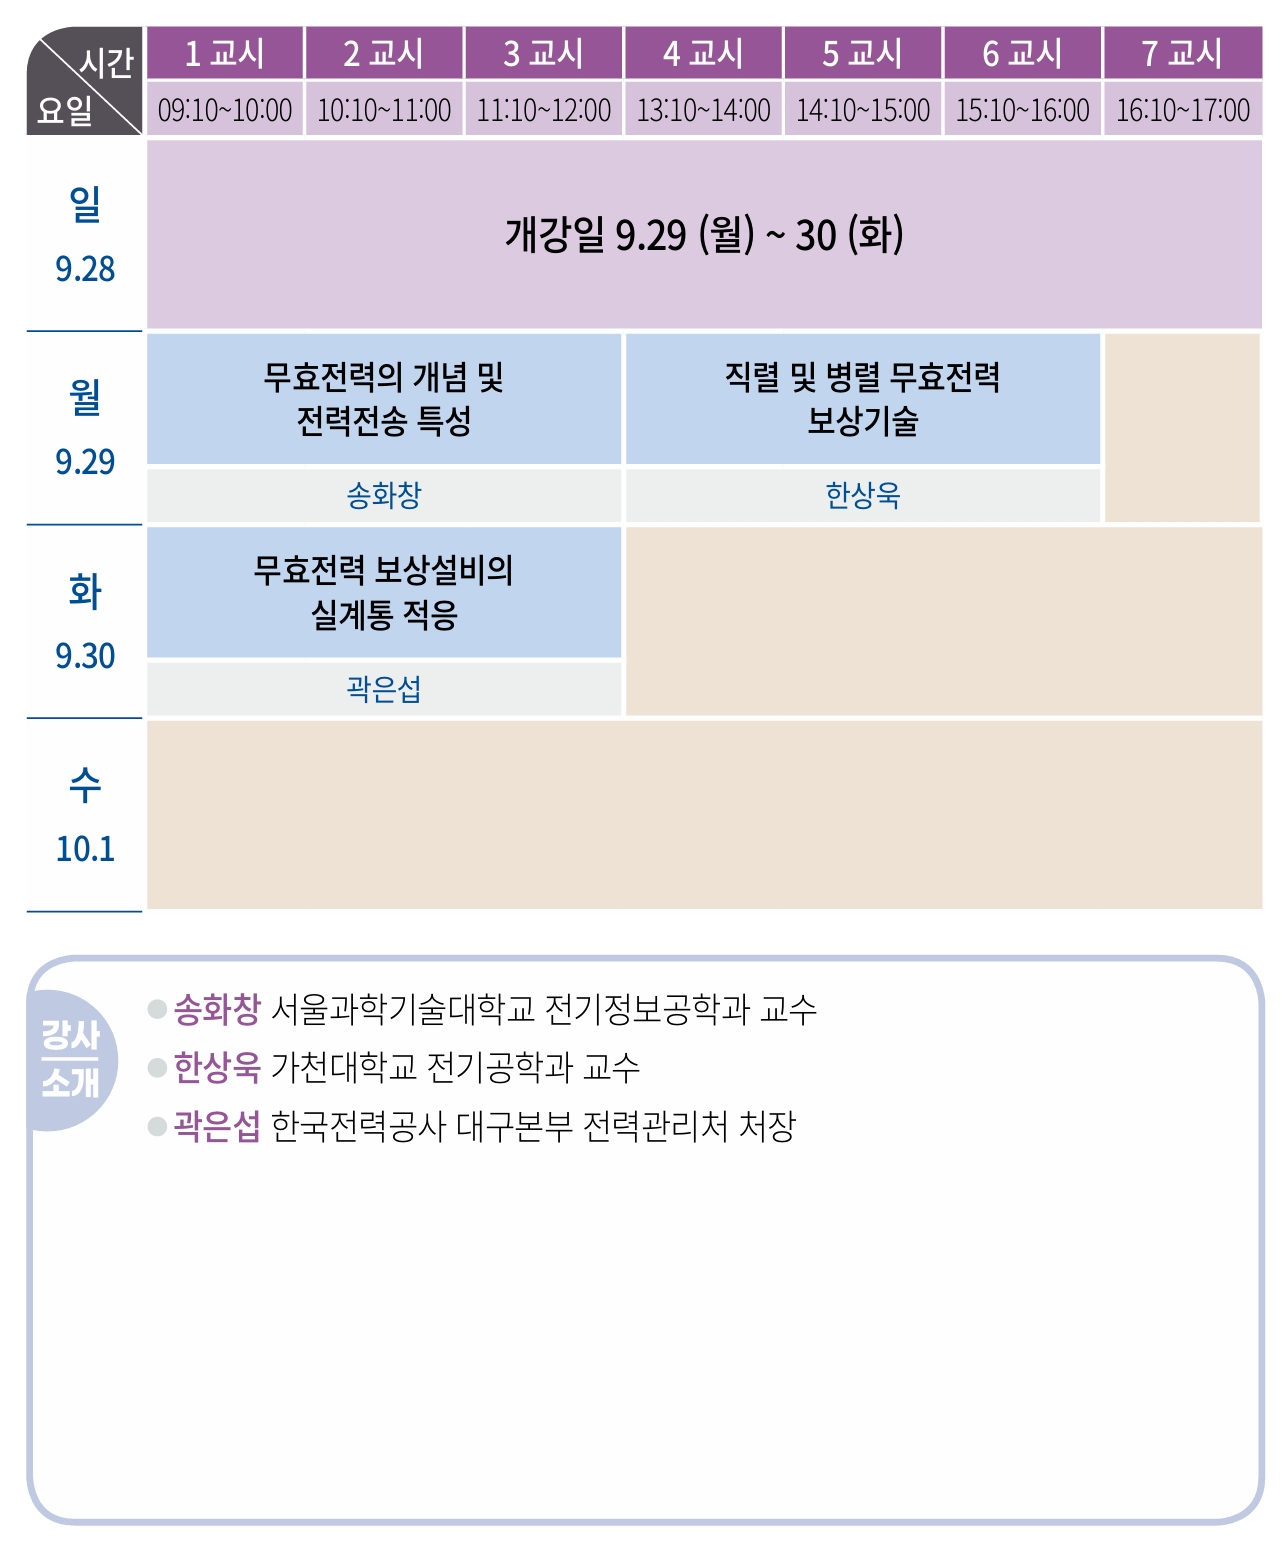 시간
요일
1 교시 2 교시 3 교시 4 교시 5 교시 6 교시 7 교시
09:10~10:00 10:10~11:00 11:10~12:00 13:10~14:00 14:10~15:00 15:10~16:00 16:10~17:00
일
9.28
개강일 9.29 (월) ~ 30 (화)
월
9.29
무효전력의 개념 및
전력전송 특성
송화창
직렬 및 병렬 무효전력
보상기술
한상욱
화
9.30
무효전력 보상설비의
실계통 적응
곽은섭
수
10.1
강사
소개
송화창 서울과학기술대학교 전기정보공학과 교수
한상욱 가천대학교 전기공학과 교수
곽은섭 한국전력공사 대구본부 전력관리처 처장